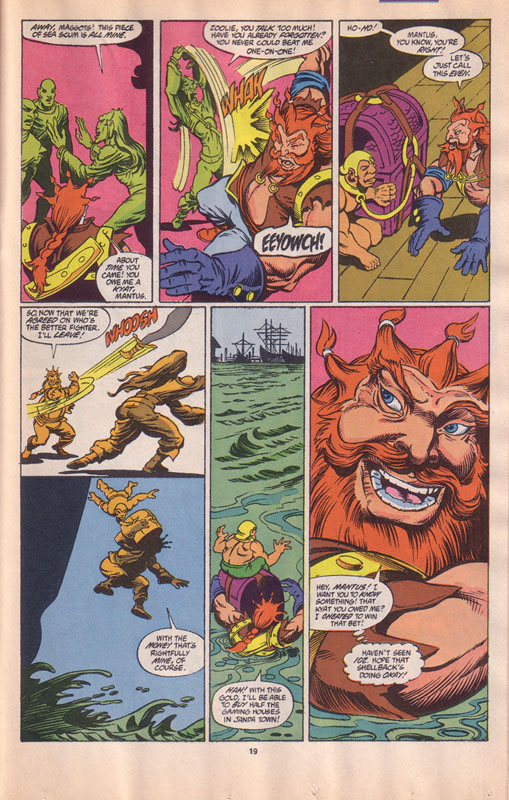 AWAY, MAGGOTS! THIS PIECE
OF SEA SCUM IS ALL MINE.
ABOUT
TIME YOU
CAME! YOU
OWE ME A
KYAT,
MANTUS.
ZOOLIE, YOU TALK TOO MUCH!
HAVE YOU ALREADY FORGOTTEN?
YOU NEVER COULD BEAT ME
ONE-ON-ONE!
WHAK
EEYOWCH!
HO-HO!
MANTUS,
YOU KNOW, YOU'RE
RIGHT!
LET'S
JUST CALL
THIS EVEN.
SO NOW THAT WE'RE
AGREED ON WHO'S
THE BETTER FIGHTER,
I'LL LEAVE!
WHOOSH
WITH THE
MONEY THAT'S
RIGHTFULLY
MINE, OF
COURSE.
HAH! WITH THIS
GOLD, I'LL BE ABLE
TO BUY HALF THE
GAMING HOUSES
IN JANDA TOWN!
HEY, MANTUS! I
WANT YOU TO KNOW
SOMETHING! THAT
KYAT YOU OWED ME?
I CHEATED TO WIN
THAT BET!
HAVEN'T SEEN
IOZ. HOPE THAT
SHELLBACK'S
DOING OKAY!
19